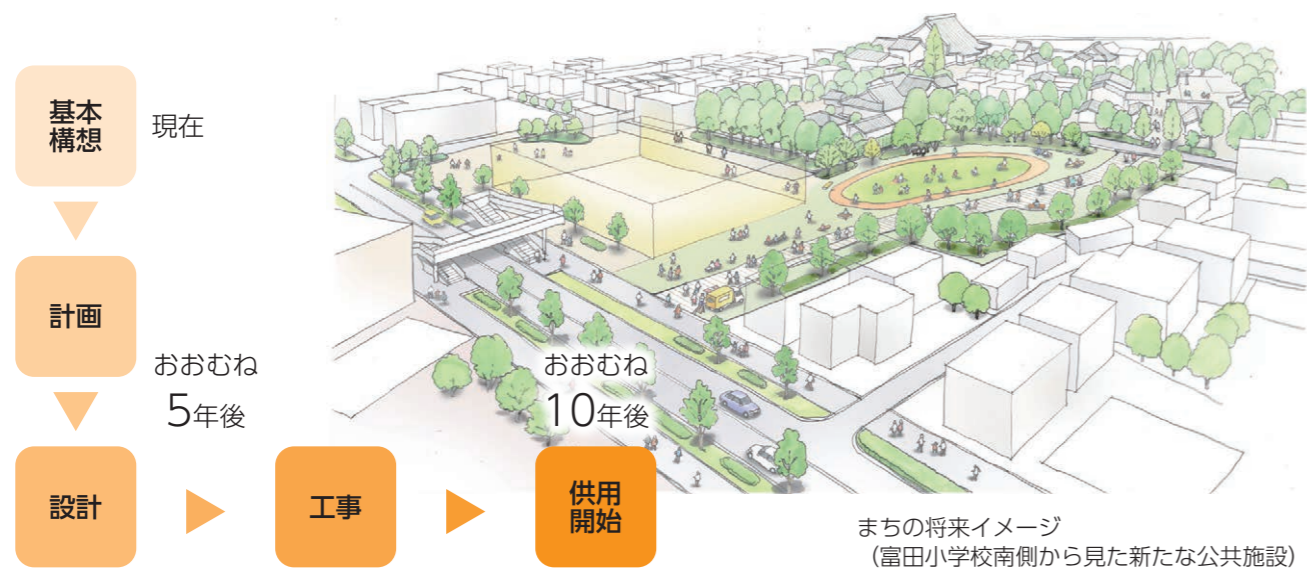 基本
構想
現在
計画
おおむね
5年後
設計
工事
おおむね
10年後
供用
開始
まちの将来イメージ
（富田小学校南側から見た新たな公共施設）